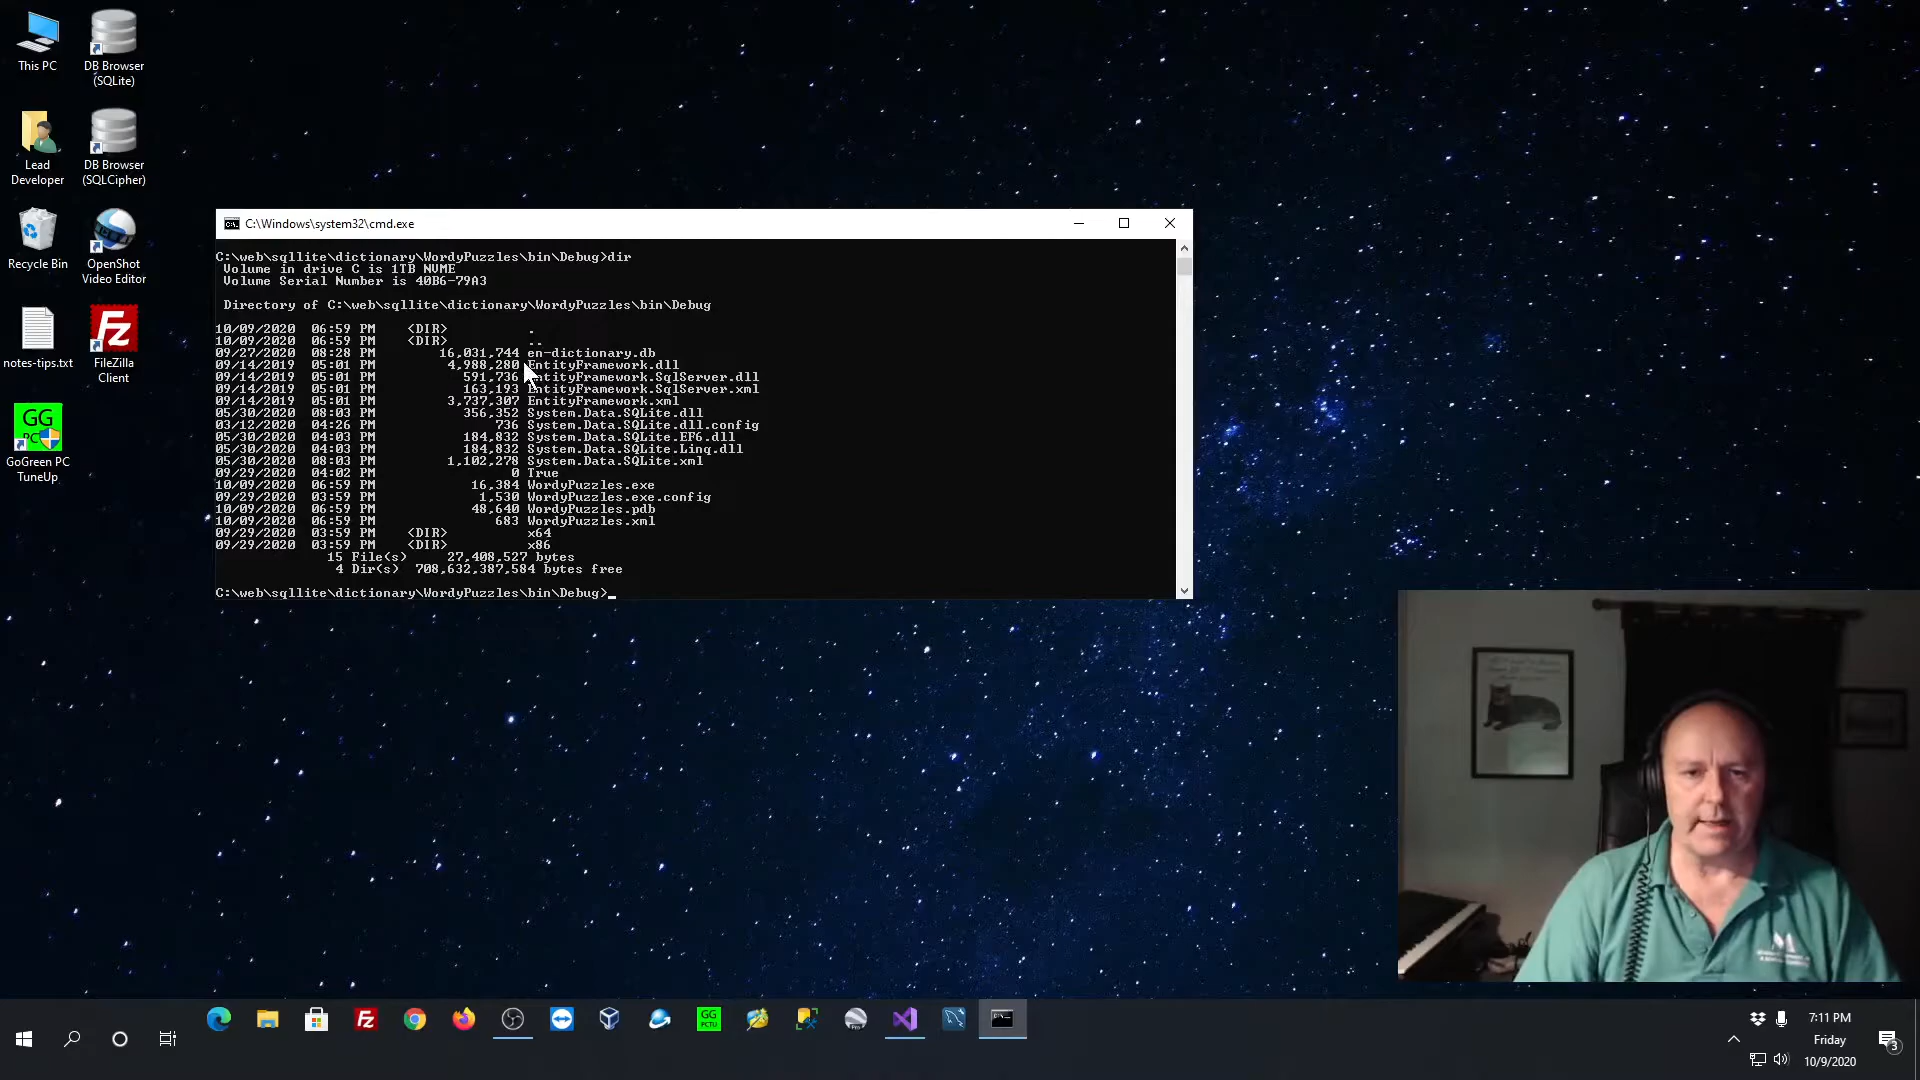 This PC
DB Browser
(SQLite)
Lead
Developer
DB Browser
(SQLCipher)
Recycle Bin
OpenShot
Video Editor
notes-tips.txt
FileZilla
Client
GG
PC
GoGreen PC
TuneUp
C:\Windows\system32\cmd.exe
C:\web\sqllite\dictionary\WordyPuzzles\bin\Debug>dir
Volume in drive C is 1TB NVME
Volume Serial Number is 40B6-79A3
Directory of C:\web\sqllite\dictionary\WordyPuzzles\bin\Debug
10/09/2020 06:59 PM <DIR> .
10/09/2020 06:59 PM <DIR> ..
09/27/2020 08:28 PM 16,031,744 en-dictionary.db
09/14/2019 05:01 PM 4,988,280 EntityFramework.dll
09/14/2019 05:01 PM 591,736 EntityFramework.SqlServer.dll
09/14/2019 05:01 PM 163,193 EntityFramework.SqlServer.xml
09/14/2019 05:01 PM 3,737,307 EntityFramework.xml
05/30/2020 08:03 PM 356,352 System.Data.SQLite.dll
03/12/2020 04:26 PM 736 System.Data.SQLite.dll.config
05/30/2020 04:03 PM 184,832 System.Data.SQLite.EF6.dll
05/30/2020 04:03 PM 184,832 System.Data.SQLite.Linq.dll
05/30/2020 08:03 PM 1,102,278 System.Data.SQLite.xml
09/29/2020 04:02 PM 0 True
10/09/2020 06:59 PM 16,384 WordyPuzzles.exe
09/29/2020 03:59 PM 1,530 WordyPuzzles.exe.config
10/09/2020 06:59 PM 48,640 WordyPuzzles.pdb
10/09/2020 06:59 PM 683 WordyPuzzles.xml
09/29/2020 03:59 PM <DIR> x64
09/29/2020 03:59 PM <DIR> x86
15 File(s) 27,408,527 bytes
4 Dir(s) 708,632,387,584 bytes free
C:\web\sqllite\dictionary\WordyPuzzles\bin\Debug>
GG
PCTU
7:11 PM
Friday
10/9/2020
3